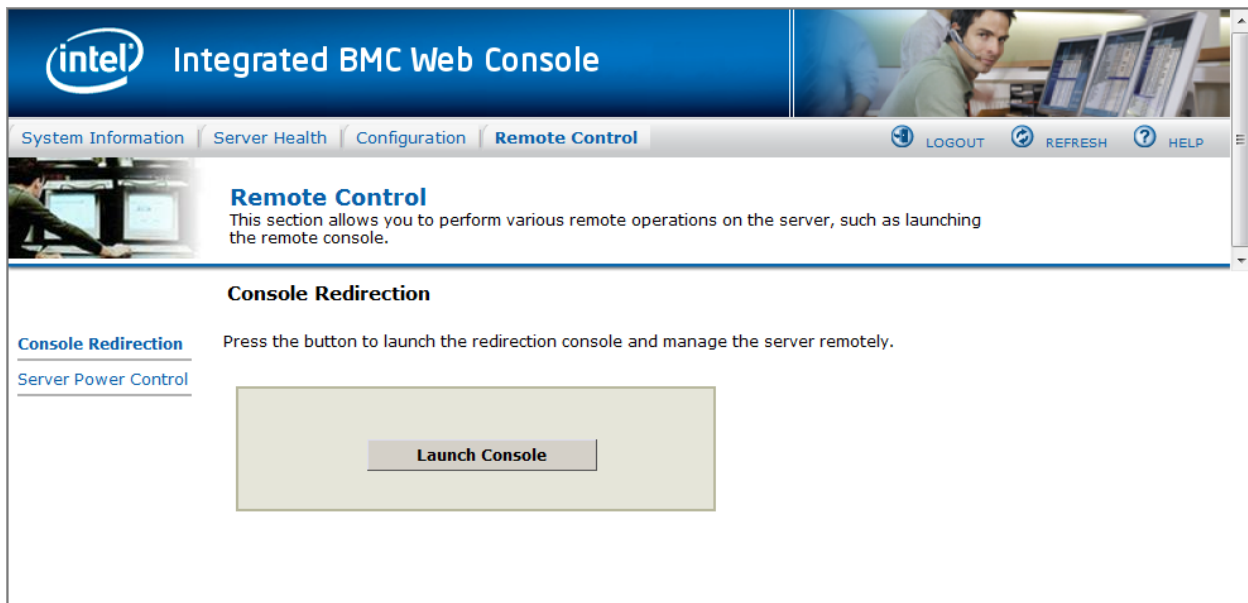 intel® Integrated BMC Web Console
System Information Server Health Configuration Remote Control LOGOUT REFRESH ? HELP
Remote Control
This section allows you to perform various remote operations on the server, such as launching
the remote console.
Console Redirection
Console Redirection
Press the button to launch the redirection console and manage the server remotely.
Server Power Control
Launch Console